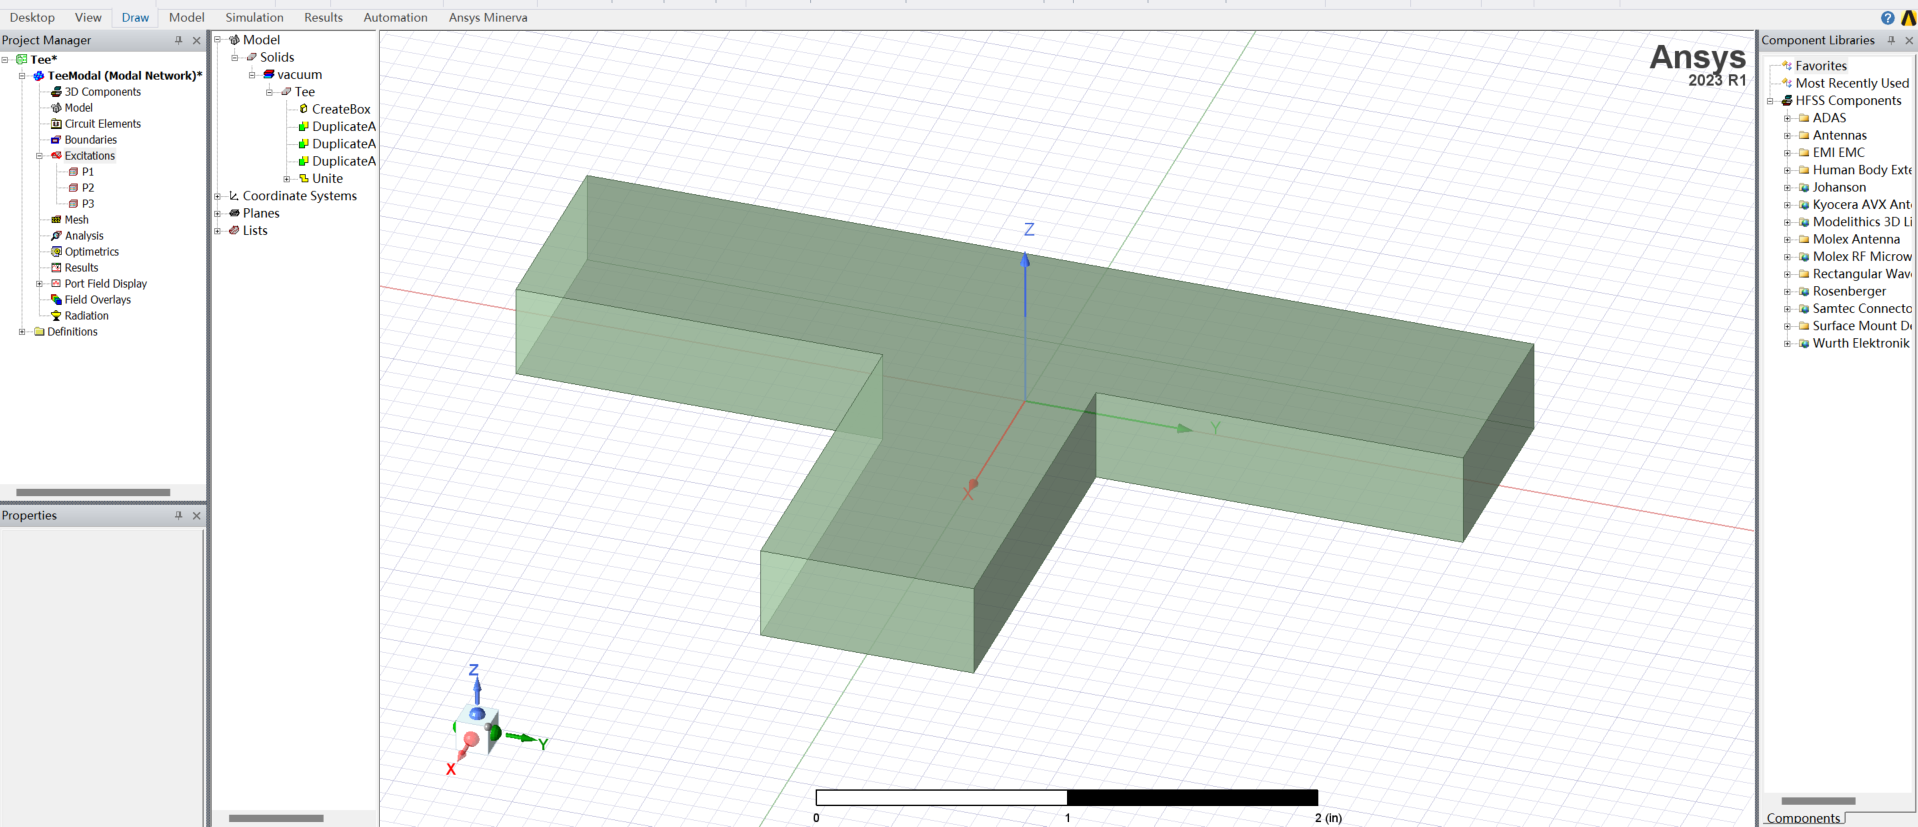 Desktop View Draw Model Simulation Results Automation Ansys Minerva
Project Manager
Tee*
TeeModal (Modal Network)*
3D Components
Model
Circuit Elements
Boundaries
Excitations
P1
P2
P3
Mesh
Analysis
Optimetrics
Results
Port Field Display
Field Overlays
Radiation
Definitions
Properties
Model
Solids
vacuum
Tee
CreateBox
DuplicateA
DuplicateA
DuplicateA
Unite
Coordinate Systems
Planes
Lists
Ansys
2023 R1
Z
Y
X
Z
Y
X
0 1 2 (in)
Component Libraries
Favorites
Most Recently Used
HFSS Components
ADAS
Antennas
EMI EMC
Human Body Exte
Johanson
Kyocera AVX Ant
Modelithics 3D Li
Molex Antenna
Molex RF Microw
Rectangular Wav
Rosenberger
Samtec Connecto
Surface Mount De
Wurth Elektronik
Components